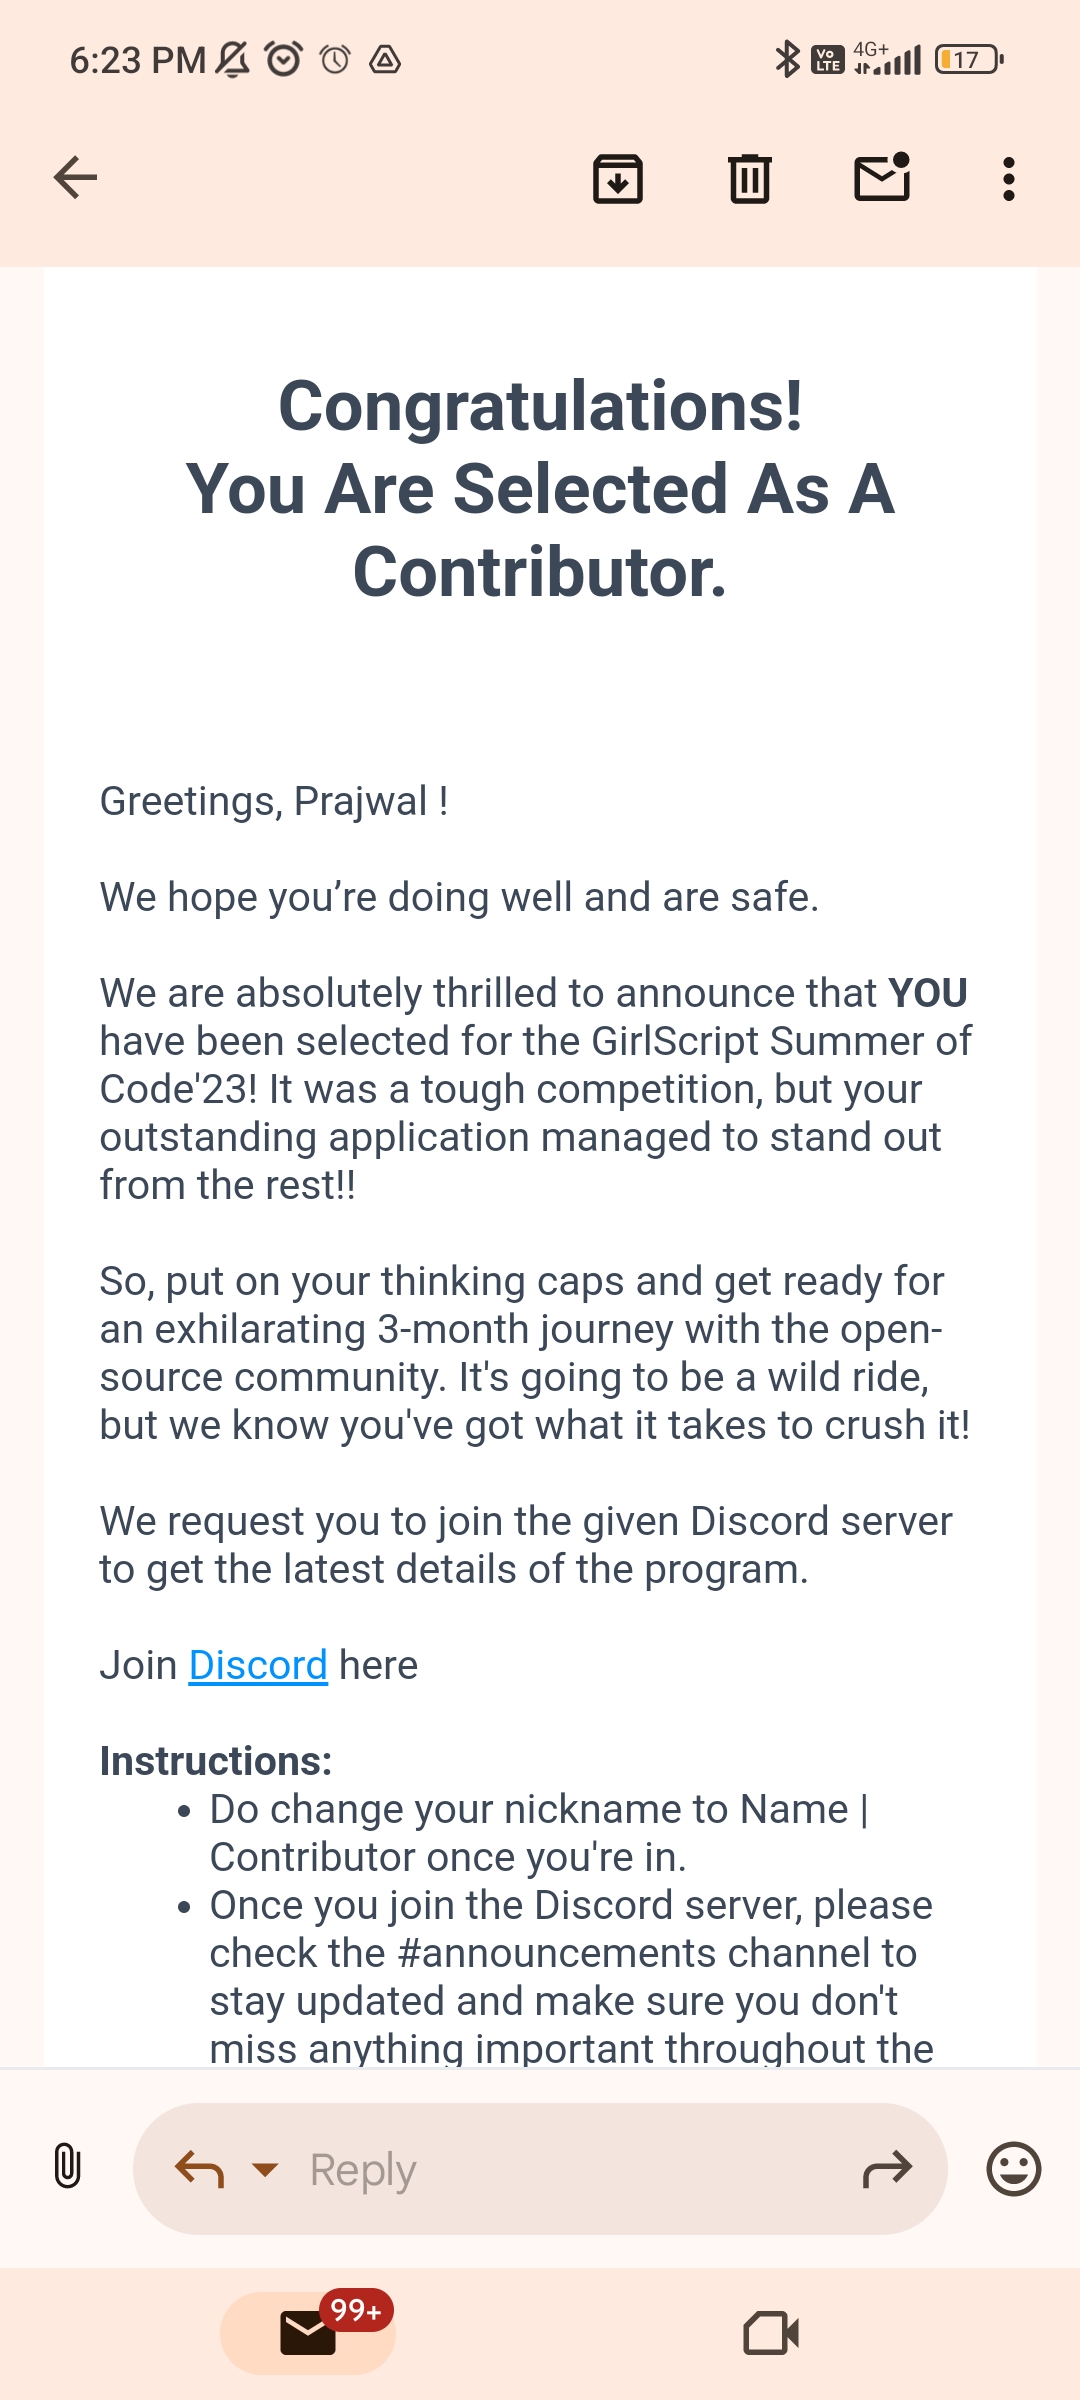 6:23 PM
Vo LTE 4G+ 17
Congratulations!
You Are Selected As A
Contributor.
Greetings, Prajwal !
We hope you’re doing well and are safe.
We are absolutely thrilled to announce that YOU
have been selected for the GirlScript Summer of
Code'23! It was a tough competition, but your
outstanding application managed to stand out
from the rest!!
So, put on your thinking caps and get ready for
an exhilarating 3-month journey with the open-
source community. It's going to be a wild ride,
but we know you've got what it takes to crush it!
We request you to join the given Discord server
to get the latest details of the program.
Join Discord here
Instructions:
• Do change your nickname to Name |
Contributor once you're in.
• Once you join the Discord server, please
check the #announcements channel to
stay updated and make sure you don't
miss anything important throughout the
Reply
99+